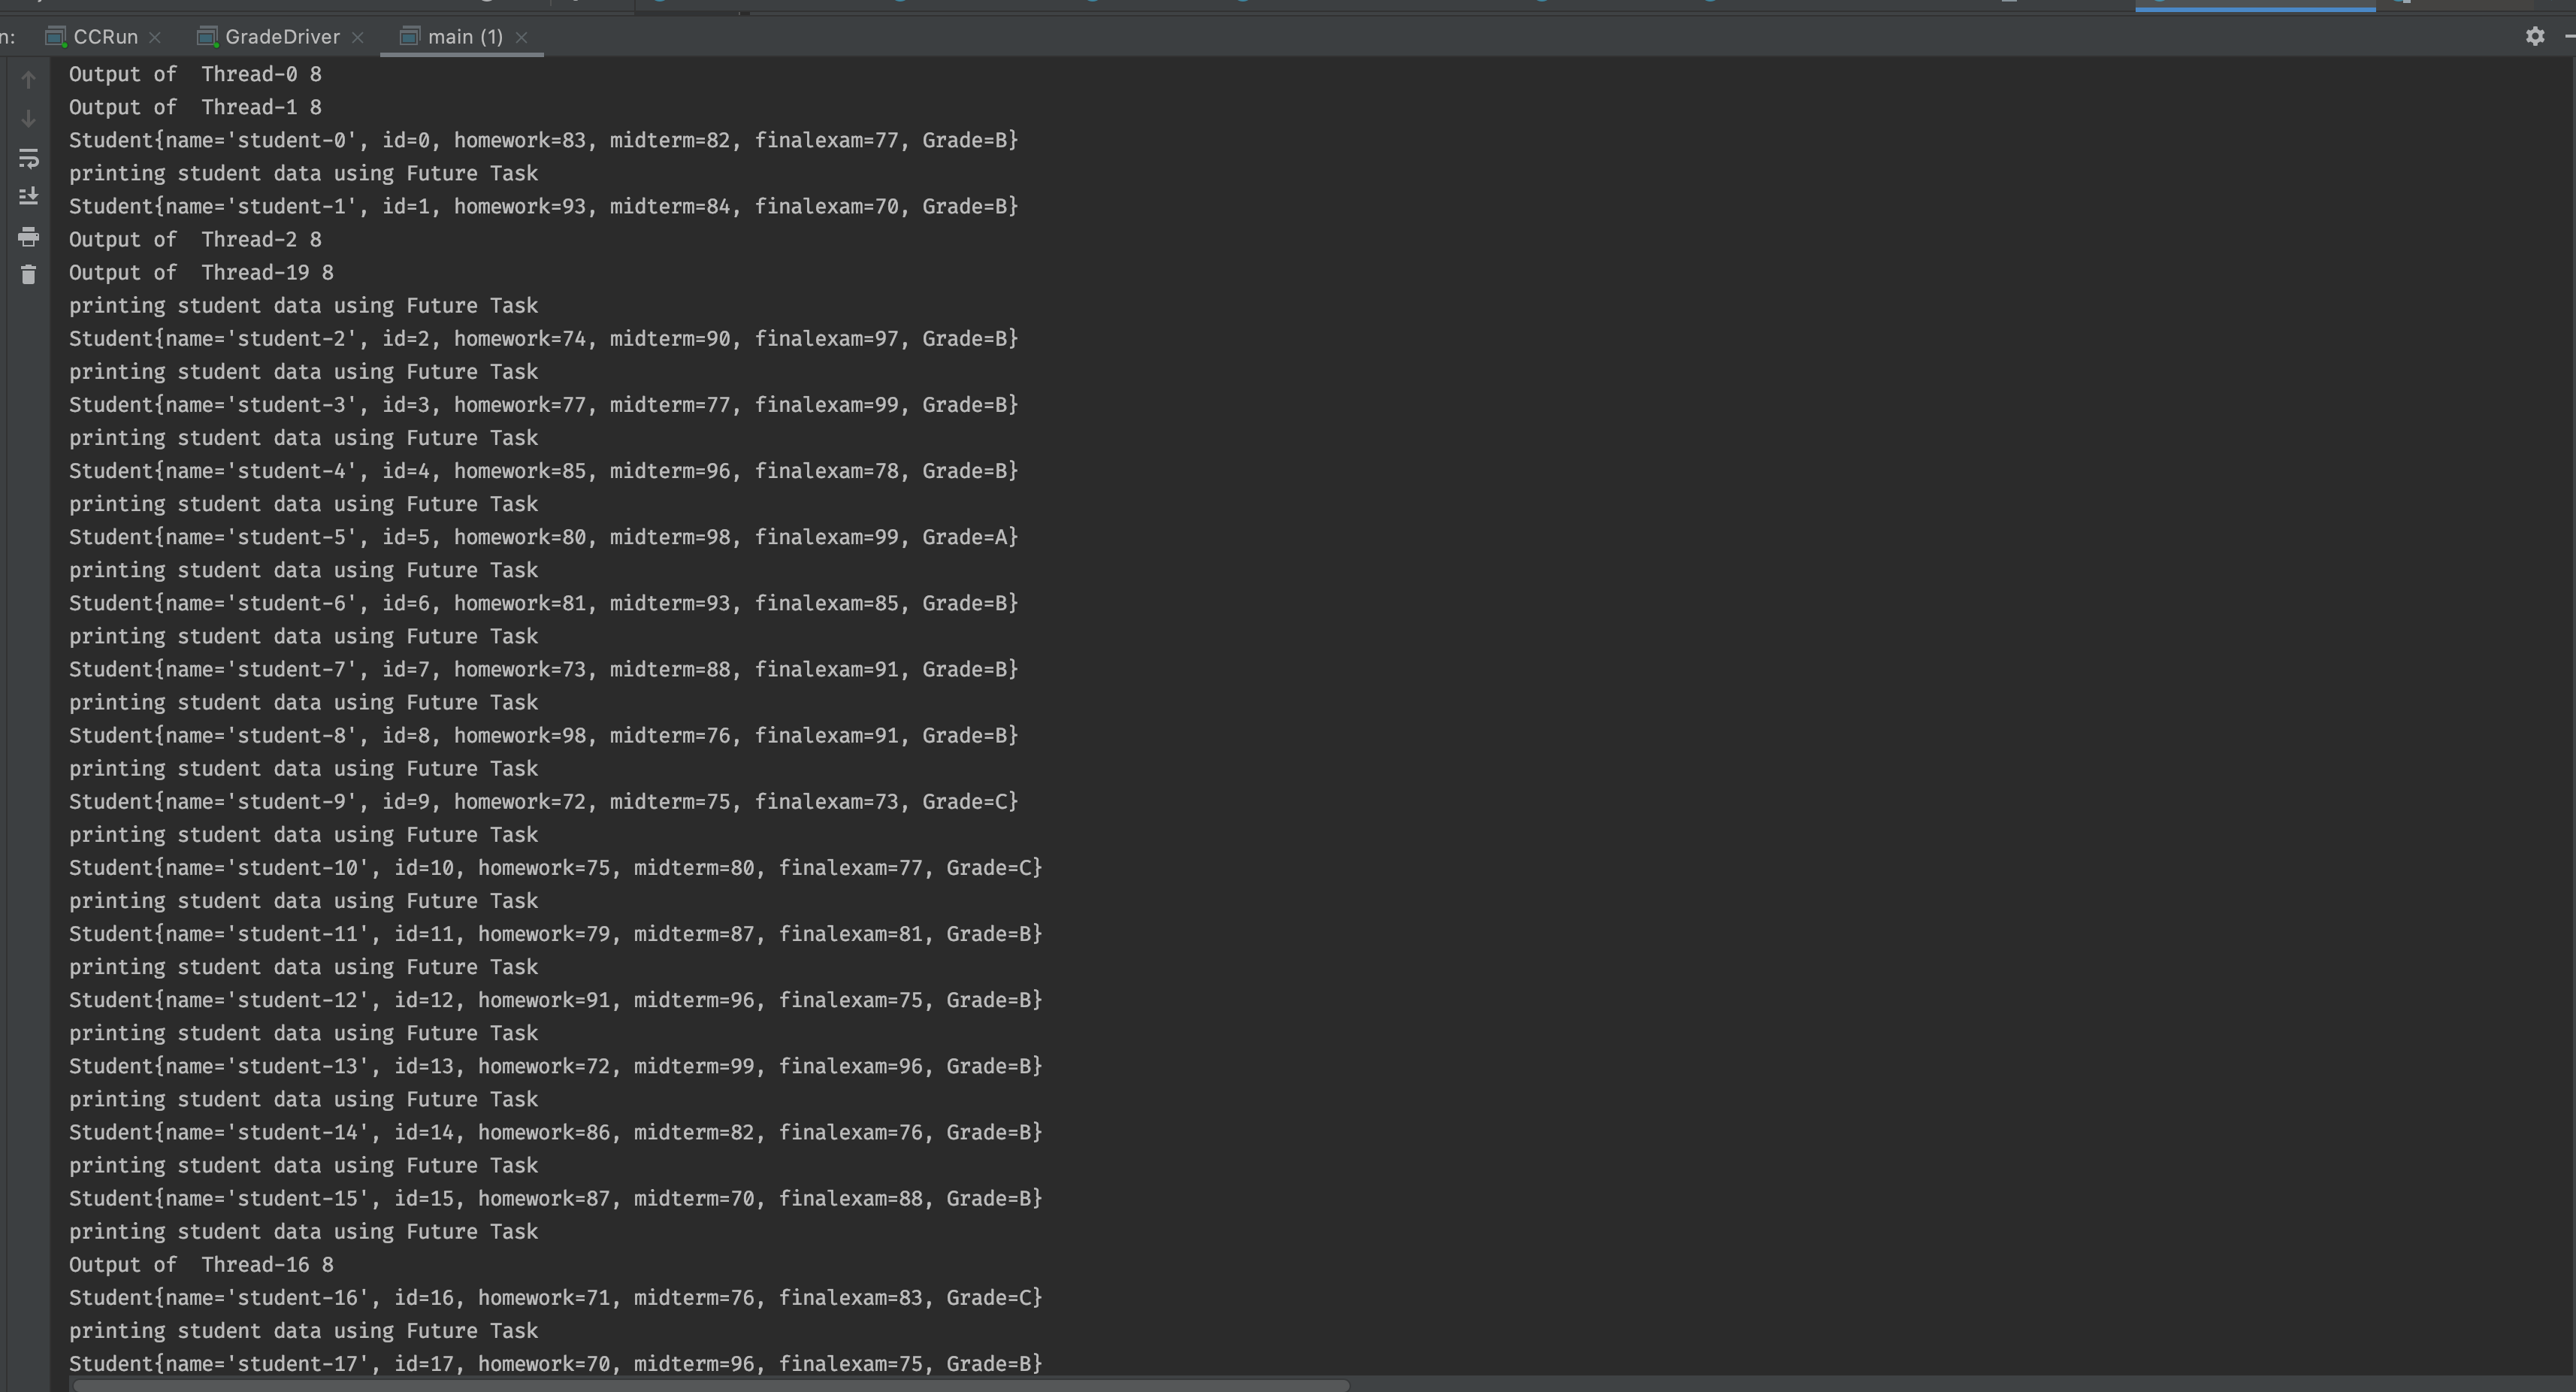 n: CCRun GradeDriver main (1)
Output of  Thread-0 8
Output of  Thread-1 8
Student{name='student-0', id=0, homework=83, midterm=82, finalexam=77, Grade=B}
printing student data using Future Task
Student{name='student-1', id=1, homework=93, midterm=84, finalexam=70, Grade=B}
Output of  Thread-2 8
Output of  Thread-19 8
printing student data using Future Task
Student{name='student-2', id=2, homework=74, midterm=90, finalexam=97, Grade=B}
printing student data using Future Task
Student{name='student-3', id=3, homework=77, midterm=77, finalexam=99, Grade=B}
printing student data using Future Task
Student{name='student-4', id=4, homework=85, midterm=96, finalexam=78, Grade=B}
printing student data using Future Task
Student{name='student-5', id=5, homework=80, midterm=98, finalexam=99, Grade=A}
printing student data using Future Task
Student{name='student-6', id=6, homework=81, midterm=93, finalexam=85, Grade=B}
printing student data using Future Task
Student{name='student-7', id=7, homework=73, midterm=88, finalexam=91, Grade=B}
printing student data using Future Task
Student{name='student-8', id=8, homework=98, midterm=76, finalexam=91, Grade=B}
printing student data using Future Task
Student{name='student-9', id=9, homework=72, midterm=75, finalexam=73, Grade=C}
printing student data using Future Task
Student{name='student-10', id=10, homework=75, midterm=80, finalexam=77, Grade=C}
printing student data using Future Task
Student{name='student-11', id=11, homework=79, midterm=87, finalexam=81, Grade=B}
printing student data using Future Task
Student{name='student-12', id=12, homework=91, midterm=96, finalexam=75, Grade=B}
printing student data using Future Task
Student{name='student-13', id=13, homework=72, midterm=99, finalexam=96, Grade=B}
printing student data using Future Task
Student{name='student-14', id=14, homework=86, midterm=82, finalexam=76, Grade=B}
printing student data using Future Task
Student{name='student-15', id=15, homework=87, midterm=70, finalexam=88, Grade=B}
printing student data using Future Task
Output of  Thread-16 8
Student{name='student-16', id=16, homework=71, midterm=76, finalexam=83, Grade=C}
printing student data using Future Task
Student{name='student-17', id=17, homework=70, midterm=96, finalexam=75, Grade=B}